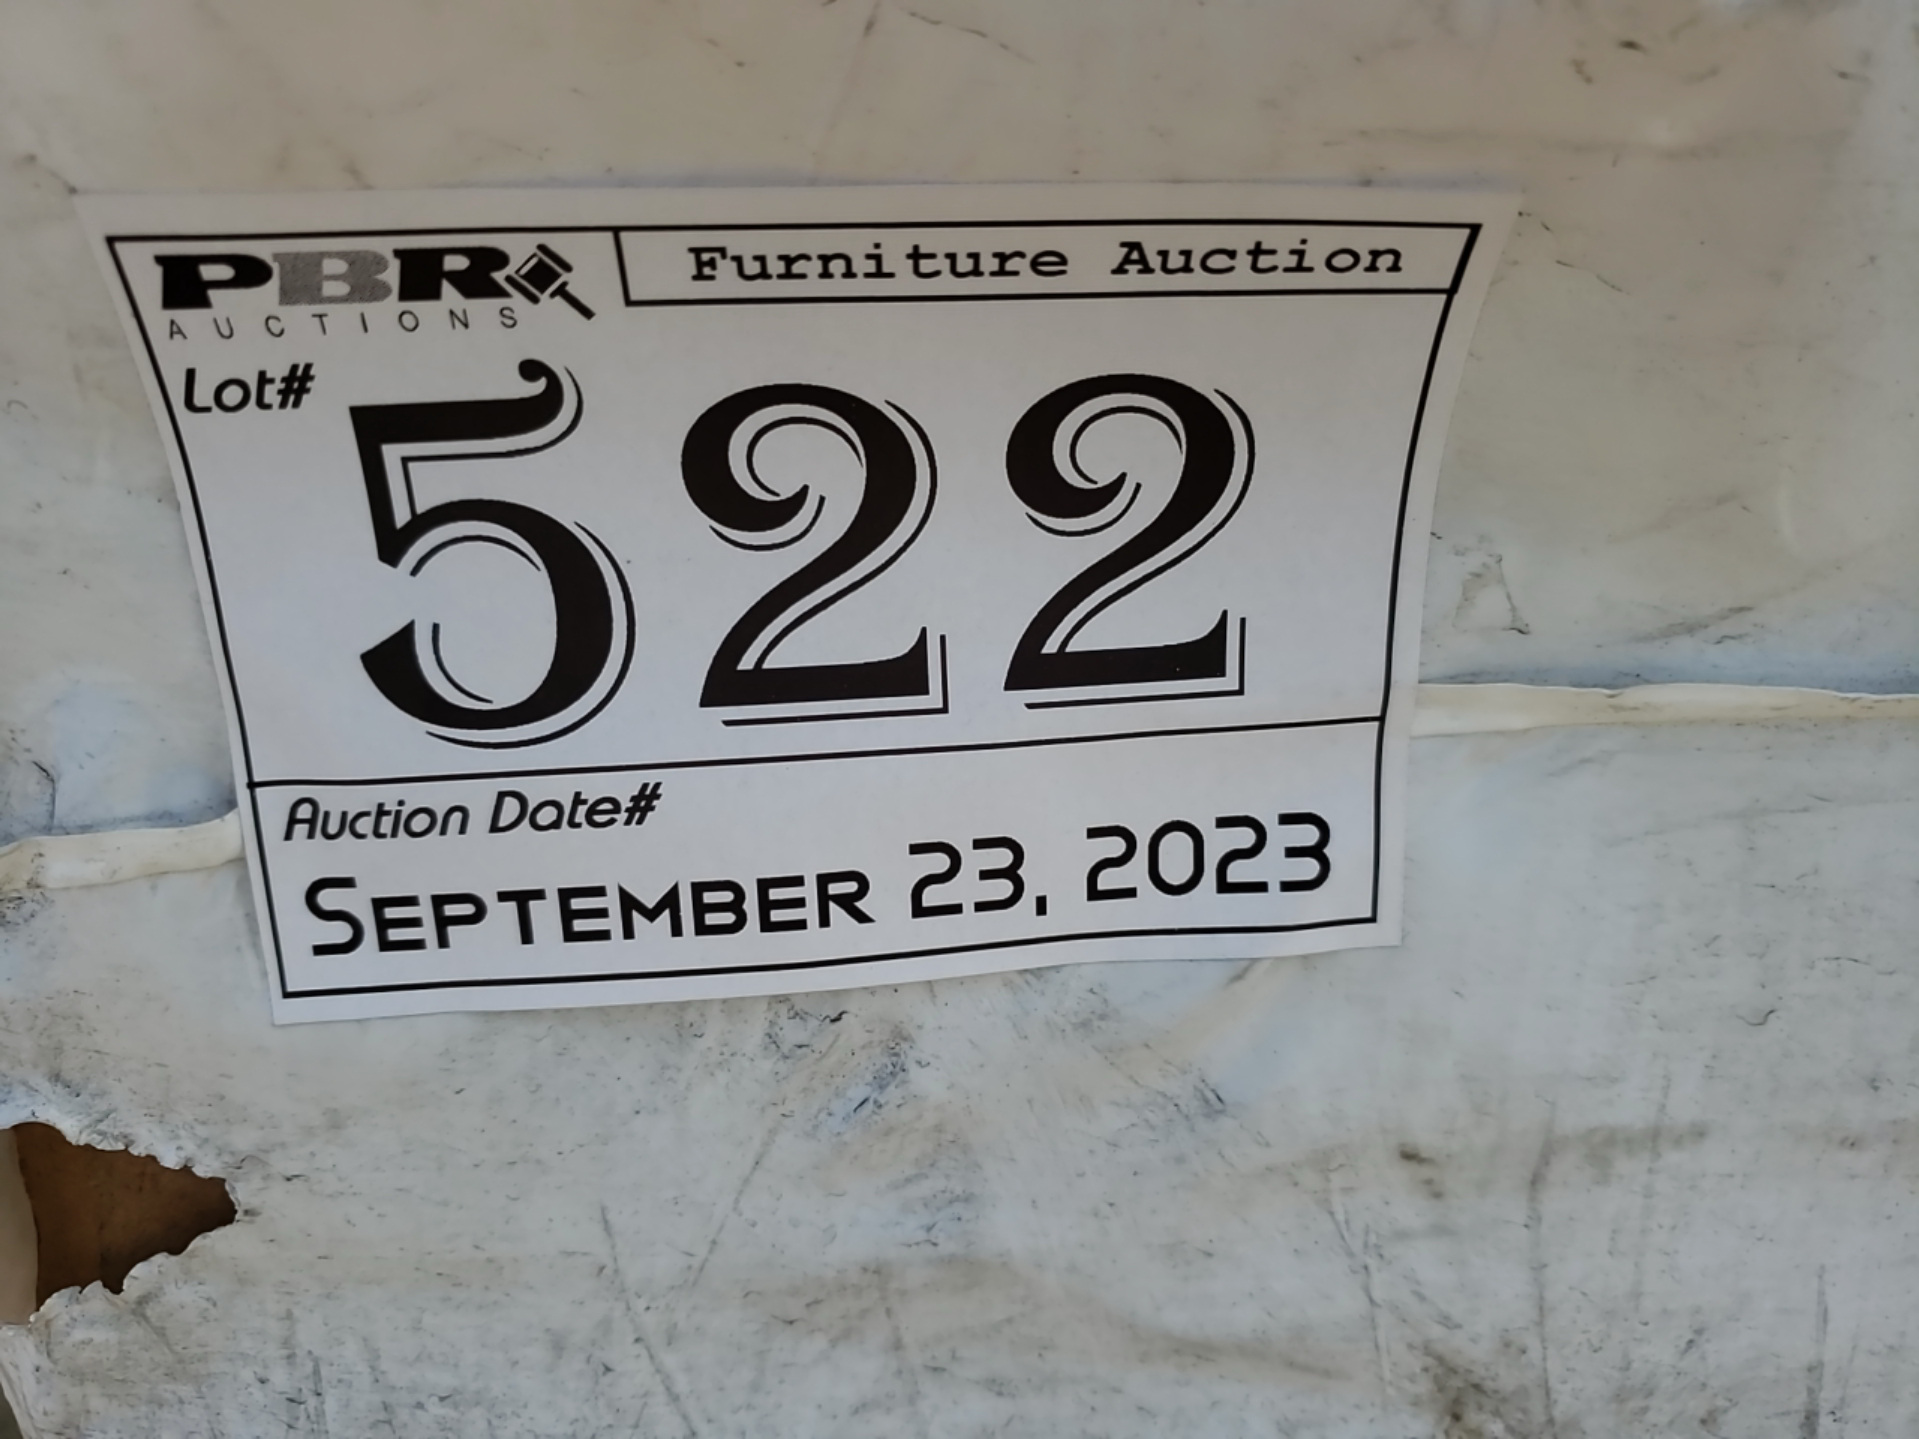 PBR
AUCTIONS
Furniture Auction
Lot#
522
Auction Date#
September 23, 2023